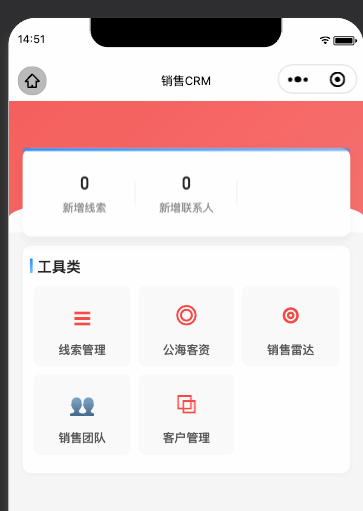 14:51
销售CRM
0
0
新增线索
新增联系人
工具类
线索管理
公海客资
销售雷达
销售团队
客户管理